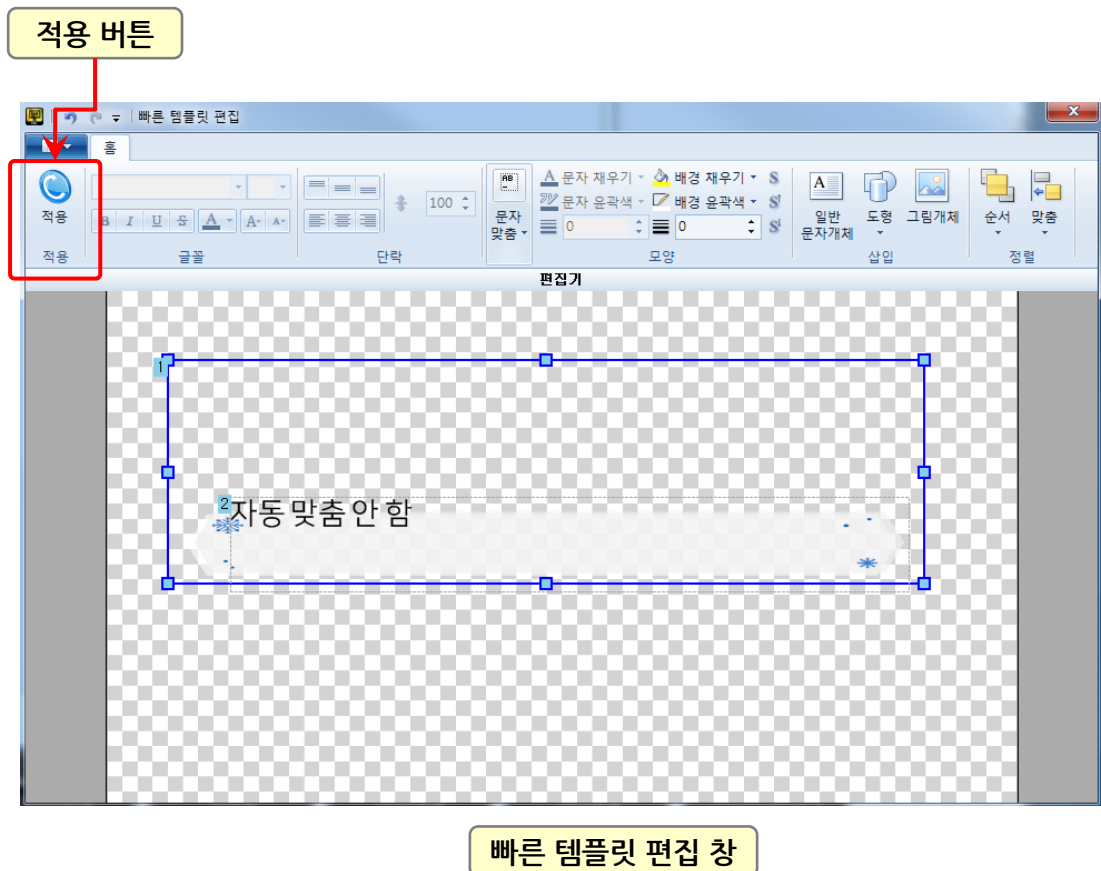 적용 버튼
빠른 템플릿 편집
홈
적용
적용
B I U S A A A
글꼴
100
단락
문자
맞춤
문자 채우기 배경 채우기 S
문자 윤곽색 배경 윤곽색 S
0 0 S
모양
일반
문자개체
도형
그림개체
삽입
순서
맞춤
정렬
편집기
1
2
자동 맞춤 안 함
빠른 템플릿 편집 창